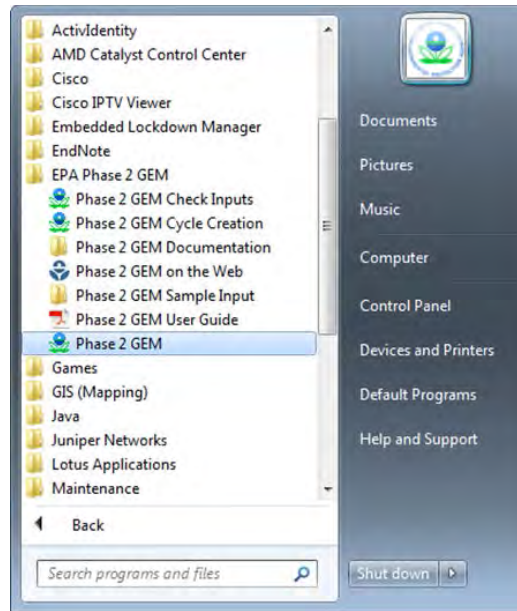 ActivIdentity
AMD Catalyst Control Center
Cisco
Cisco IPTV Viewer
Embedded Lockdown Manager
EndNote
EPA Phase 2 GEM
Phase 2 GEM Check Inputs
Phase 2 GEM Cycle Creation
Phase 2 GEM Documentation
Phase 2 GEM on the Web
Phase 2 GEM Sample Input
Phase 2 GEM User Guide
Phase 2 GEM
Games
GIS (Mapping)
Java
Juniper Networks
Lotus Applications
Maintenance
Back
Search programs and files
Documents
Pictures
Music
Computer
Control Panel
Devices and Printers
Default Programs
Help and Support
Shut down